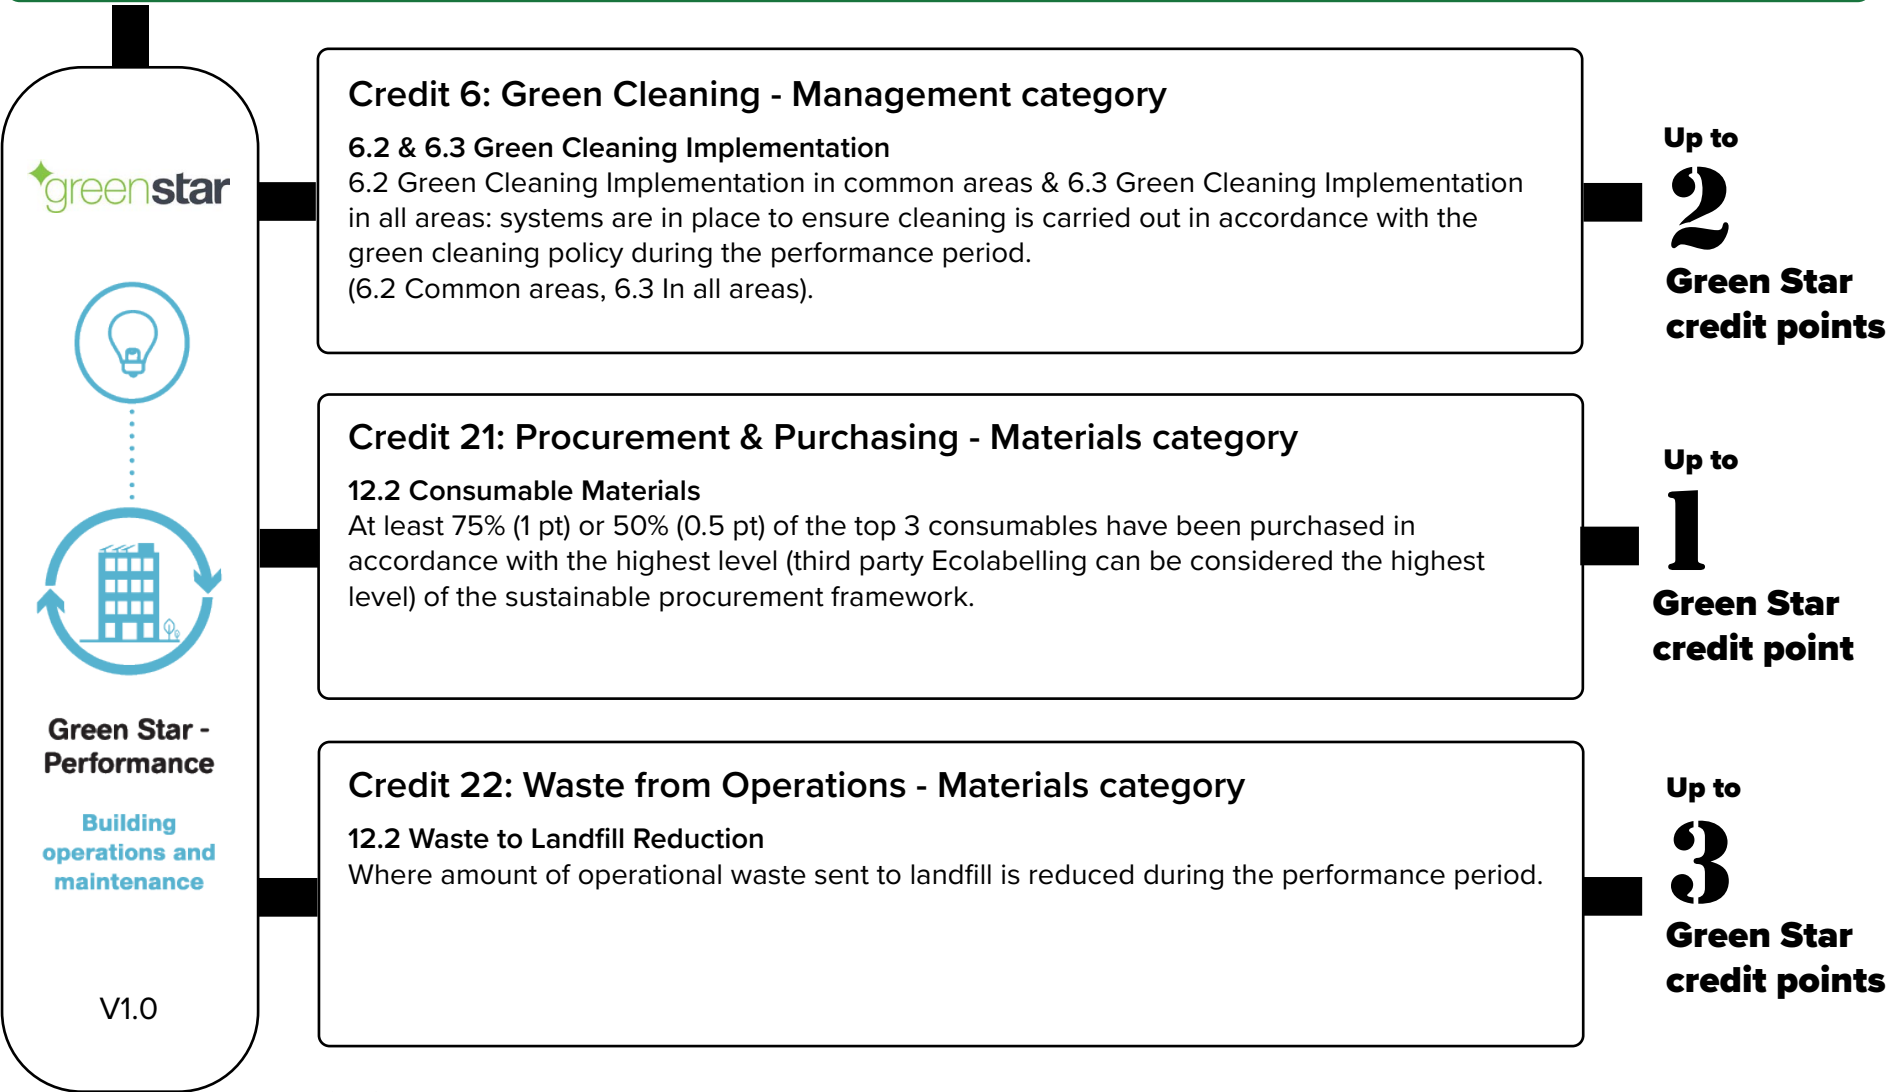 greenstar
Green Star -
Performance
Building
operations and
maintenance
V1.0
Credit 6: Green Cleaning - Management category
6.2 & 6.3 Green Cleaning Implementation
6.2 Green Cleaning Implementation in common areas & 6.3 Green Cleaning Implementation
in all areas: systems are in place to ensure cleaning is carried out in accordance with the
green cleaning policy during the performance period.
(6.2 Common areas, 6.3 In all areas).
Up to
2
Green Star
credit points
Credit 21: Procurement & Purchasing - Materials category
12.2 Consumable Materials
At least 75% (1 pt) or 50% (0.5 pt) of the top 3 consumables have been purchased in
accordance with the highest level (third party Ecolabelling can be considered the highest
level) of the sustainable procurement framework.
Up to
1
Green Star
credit point
Credit 22: Waste from Operations - Materials category
12.2 Waste to Landfill Reduction
Where amount of operational waste sent to landfill is reduced during the performance period.
Up to
3
Green Star
credit points